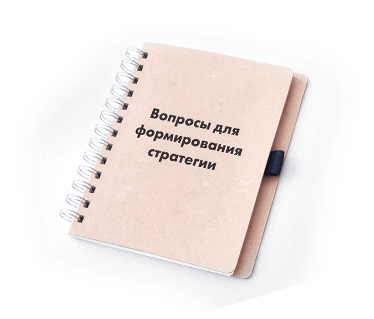 Вопросы для
формирования
стратегии